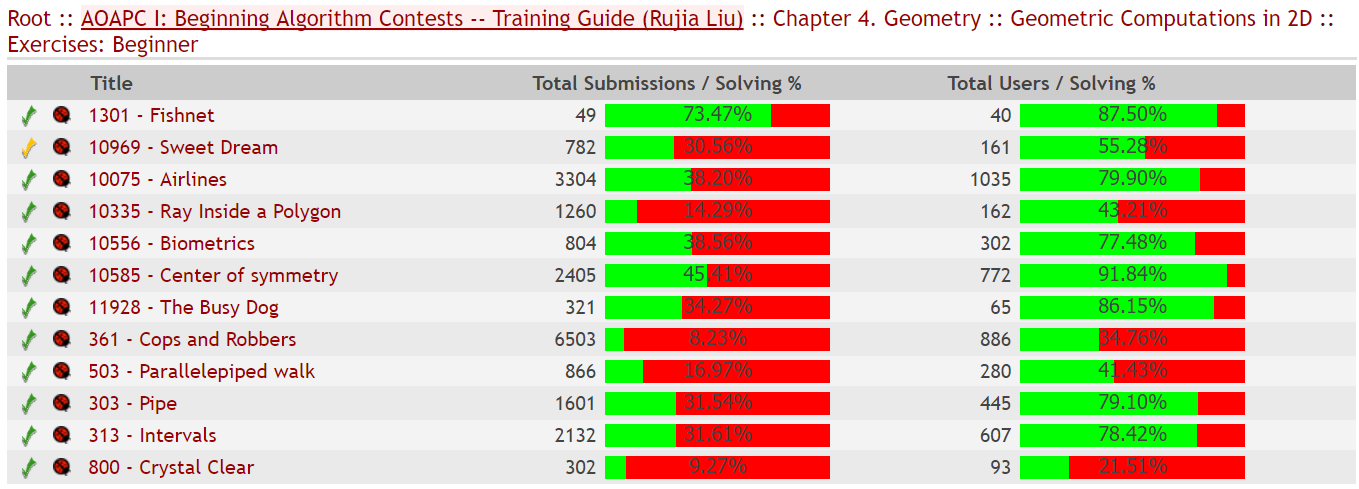 Root :: AOAPC I: Beginning Algorithm Contests -- Training Guide (Rujia Liu) :: Chapter 4. Geometry :: Geometric Computations in 2D ::
Exercises: Beginner
Title Total Submissions / Solving % Total Users / Solving %
1301 - Fishnet 49 73.47% 40 87.50%
10969 - Sweet Dream 782 30.56% 161 55.28%
10075 - Airlines 3304 38.20% 1035 79.90%
10335 - Ray Inside a Polygon 1260 14.29% 162 43.21%
10556 - Biometrics 804 38.56% 302 77.48%
10585 - Center of symmetry 2405 45.41% 772 91.84%
11928 - The Busy Dog 321 34.27% 65 86.15%
361 - Cops and Robbers 6503 8.23% 886 34.76%
503 - Parallelepiped walk 866 16.97% 280 41.43%
303 - Pipe 1601 31.54% 445 79.10%
313 - Intervals 2132 31.61% 607 78.42%
800 - Crystal Clear 302 9.27% 93 21.51%